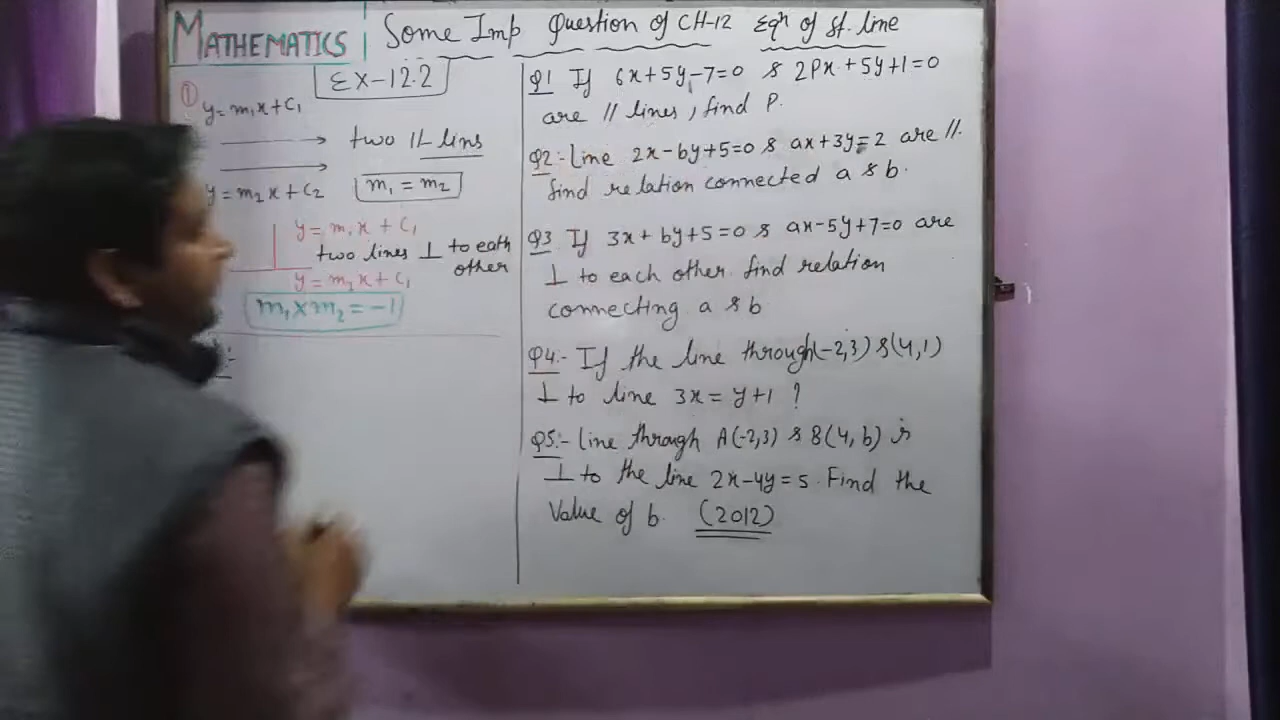 MATHEMATICS
Some Imp Question of CH-12 Eqn of st. line
EX-12.2
①
y = m₁x + C₁
two || lins
y = m₂x + C₂
m₁ = m₂
y = m₁x + C₁
two lines ⊥ to eath
other
y = m₂x + C₁
m₁ × m₂ = -1
Q1 If 6x+5y-7=0 & 2Px+5y+1=0
are // lines, find P.
Q2:- Line 2x-by+5=0 & ax+3y=2 are //.
find relation connected a & b.
Q3 If 3x+by+5=0 & ax-5y+7=0 are
⊥ to each other find relation
connecting a & b
Q4:- If the line through(-2,3) &(4,1)
⊥ to line 3x = y+1 ?
Q5:- Line through A(-2,3) & B(4,b) is
⊥ to the line 2x-4y=5. Find the
Value of b. (2012)